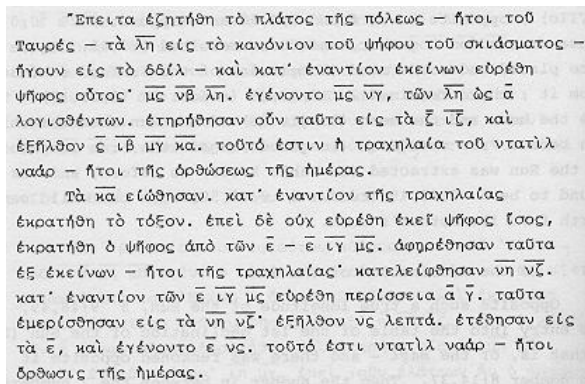 Ἔπειτα ἐζητήθη τὸ πλάτος τῆς πόλεως – ἤτοι τοῦ
Ταυρές – τὰ λη εἰς τὸ κανόνιον τοῦ ψήφου τοῦ σκιάσματος –
ἤγουν εἰς τὸ δδίλ – καὶ κατ᾽ ἐναντίον ἐκείνων εὑρέθη
ψῆφος οὗτος· μς νβ λη. ἐγένοντο μς νγ, τῶν λη ὡς α
λογισθέντων. ἐτηρήθησαν οὖν ταῦτα εἰς τὰ ζ ιζ, καὶ
ἐξῆλθον ε ιβ μγ κα. τοῦτό ἐστιν ἡ τραχηλαία τοῦ ντατὶλ
ναάρ – ἤτοι τῆς ὀρθώσεως τῆς ἡμέρας.
Τὰ κα εἰώθησαν. κατ᾽ ἐναντίον τῆς τραχηλαίας
ἐκρατήθη τὸ τόξον. ἐπεὶ δὲ οὐχ εὑρέθη ἐκεῖ ψῆφος ἴσος,
ἐκρατήθη ὁ ψῆφος ἀπὸ τῶν ε – ε ιγ μς. ἀφῃρέθησαν ταῦτα
ἐξ ἐκείνων – ἤτοι τῆς τραχηλαίας· κατελείφθησαν νη νζ.
κατ᾽ ἐναντίον τῶν ε ιγ μς εὑρέθη περίσσεια α γ. ταῦτα
ἐμερίσθησαν εἰς τὰ νη νζ· ἐξῆλθον νς λεπτά. ἐτέθησαν εἰς
τὰ ε, καὶ ἐγένοντο ε νς. τοῦτό ἐστι ντατὶλ ναάρ – ἤτοι
ὄρθωσις τῆς ἡμέρας.